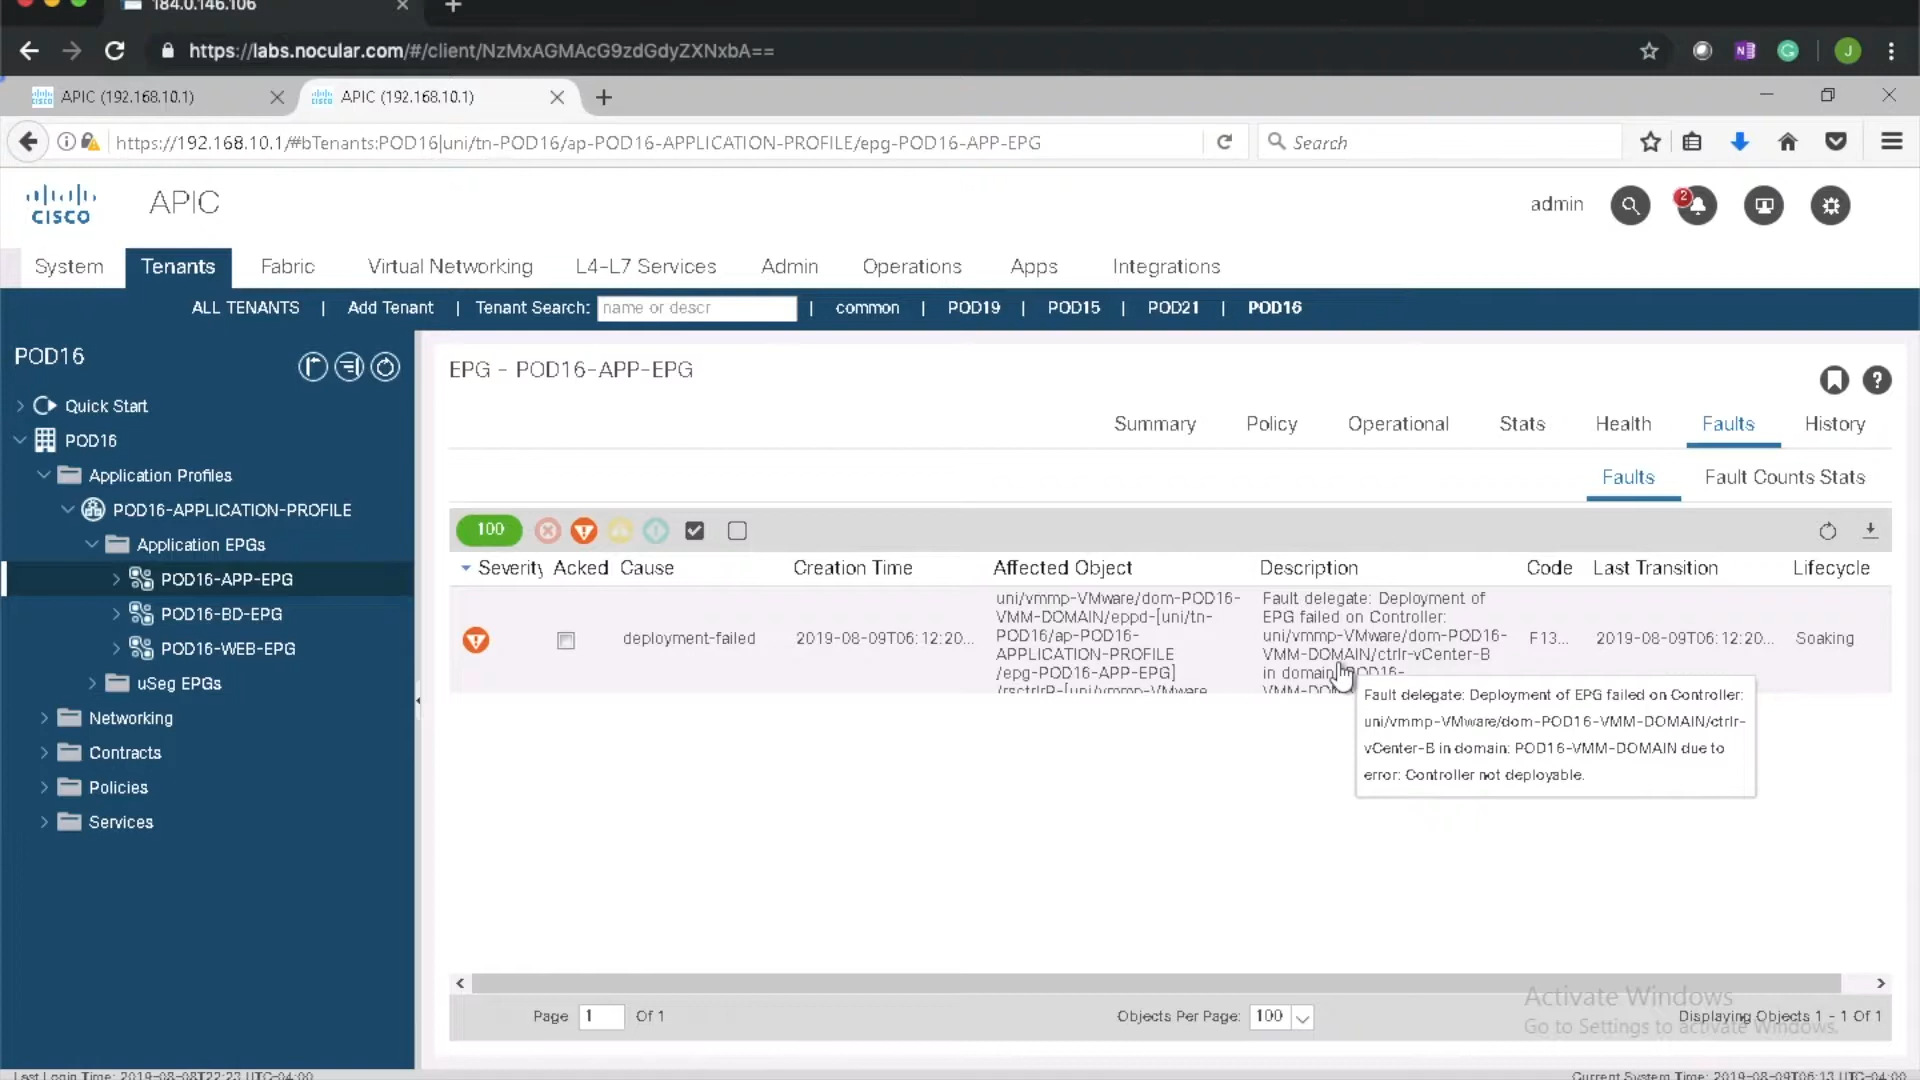 184.0.146.106
https://labs.nocular.com/#/client/NzMxAGMAcG9zdGdyZXNxbA==
J
APIC (192.168.10.1)
APIC (192.168.10.1)
https://192.168.10.1/#bTenants:POD16|uni/tn-POD16/ap-POD16-APPLICATION-PROFILE/epg-POD16-APP-EPG
Search
CISCO
APIC
admin
2
System
Tenants
Fabric
Virtual Networking
L4-L7 Services
Admin
Operations
Apps
Integrations
ALL TENANTS | Add Tenant | Tenant Search: name or descr | common | POD19 | POD15 | POD21 | POD16
POD16
Quick Start
POD16
Application Profiles
POD16-APPLICATION-PROFILE
Application EPGs
POD16-APP-EPG
POD16-BD-EPG
POD16-WEB-EPG
uSeg EPGs
Networking
Contracts
Policies
Services
EPG - POD16-APP-EPG
Summary Policy Operational Stats Health Faults History
Faults Fault Counts Stats
100
Severity Acked Cause Creation Time Affected Object Description Code Last Transition Lifecycle
deployment-failed
2019-08-09T06:12:20...
uni/vmmp-VMware/dom-POD16-
VMM-DOMAIN/eppd-[uni/tn-
POD16/ap-POD16-
APPLICATION-PROFILE
/epg-POD16-APP-EPG]
/rsctrlrP-[uni/vmmp-VMware
Fault delegate: Deployment of
EPG failed on Controller:
uni/vmmp-VMware/dom-POD16-
VMM-DOMAIN/ctrlr-vCenter-B
in domain: POD16-
F13...
2019-08-09T06:12:20...
Soaking
Fault delegate: Deployment of EPG failed on Controller:
uni/vmmp-VMware/dom-POD16-VMM-DOMAIN/ctrlr-
vCenter-B in domain: POD16-VMM-DOMAIN due to
error: Controller not deployable.
Page 1 Of 1
Objects Per Page: 100
Displaying Objects 1 - 1 Of 1
Activate Windows
Go to Settings to activate Windows.
Last Login Time: 2019-08-08T22:23 UTC-04:00
Current System Time: 2019-08-09T06:13 UTC-04:00